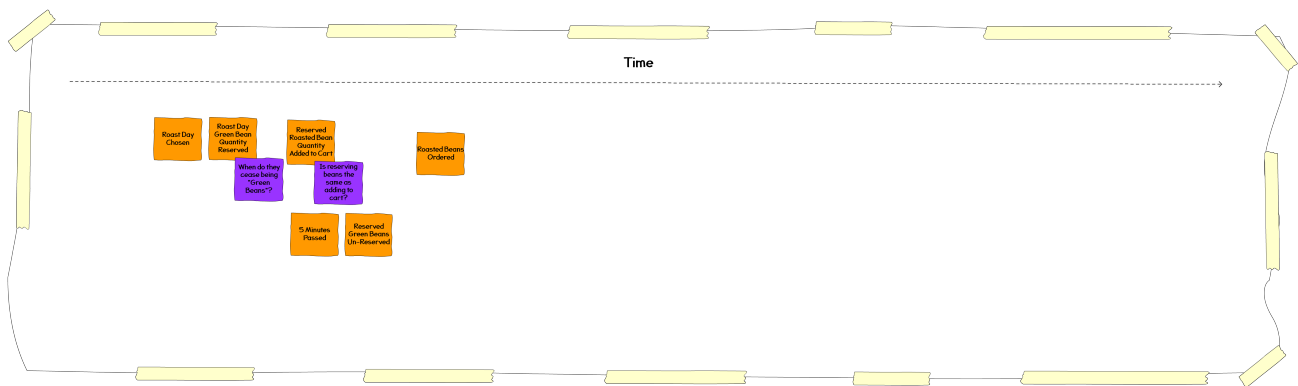 Time
Roast Day
Chosen
Roast Day
Green Bean
Quantity
Reserved
Reserved
Roasted Bean
Quantity
Added to Cart
Roasted Beans
Ordered
When do they
cease being
"Green
Beans"?
Is reserving
beans the
same as
adding to
cart?
5 Minutes
Passed
Reserved
Green Beans
Un-Reserved